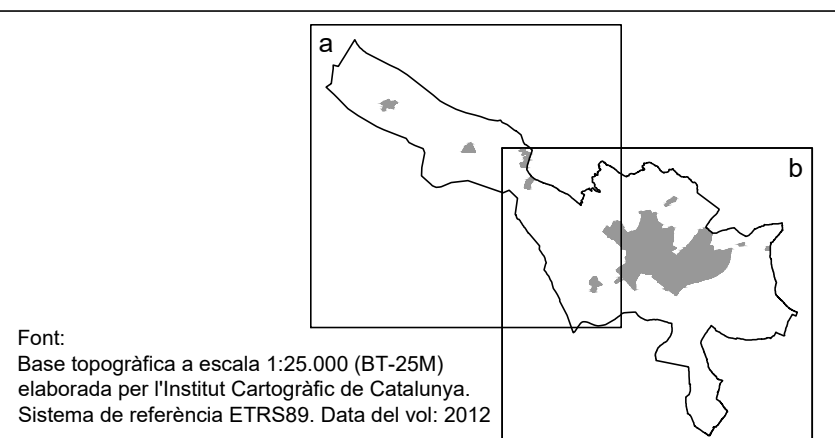 a
b
Font:
Base topogràfica a escala 1:25.000 (BT-25M)
elaborada per l'Institut Cartogràfic de Catalunya.
Sistema de referència ETRS89. Data del vol: 2012